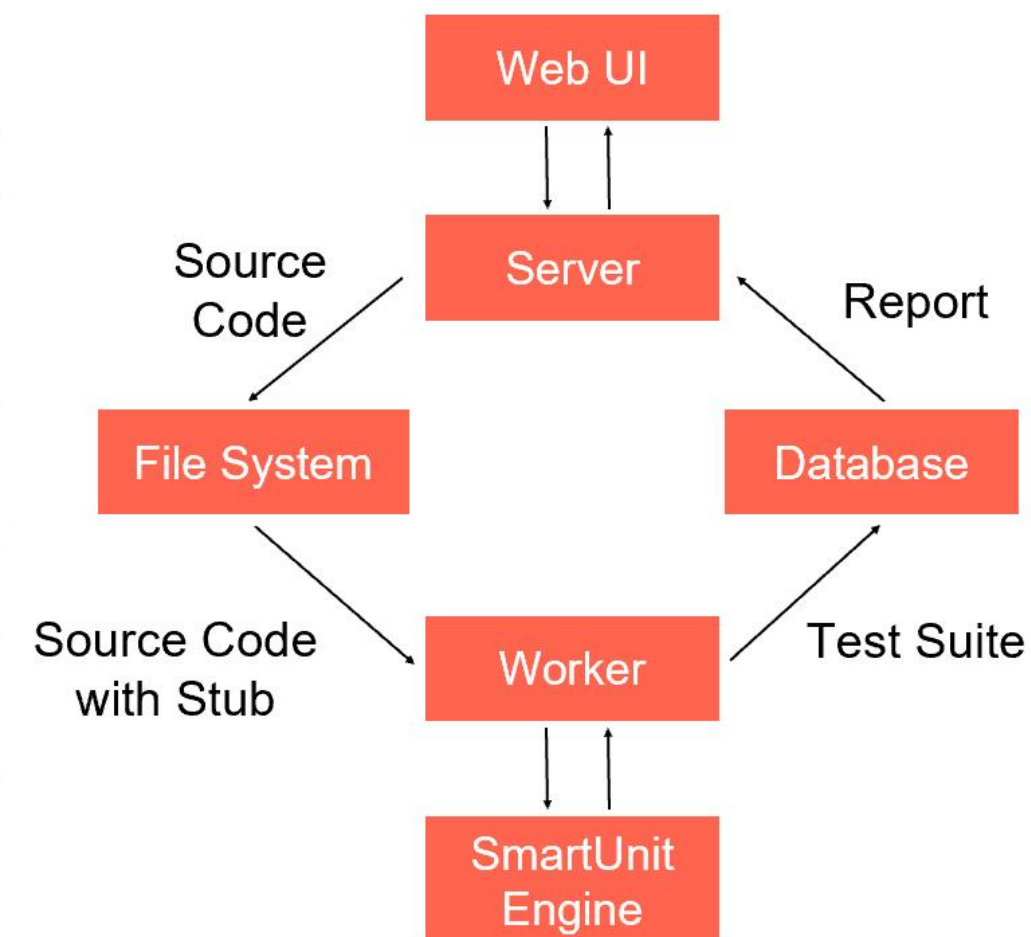 Web UI
Server
Source
Code
Report
File System
Database
Source Code
with Stub
Worker
Test Suite
SmartUnit
Engine